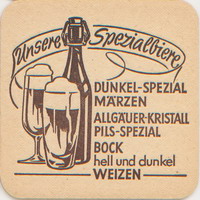 Unsere Spezialbiere
DUNKEL-SPEZIAL
MÄRZEN
ALLGÄUER-KRISTALL
PILS-SPEZIAL
BOCK
hell und dunkel
WEIZEN